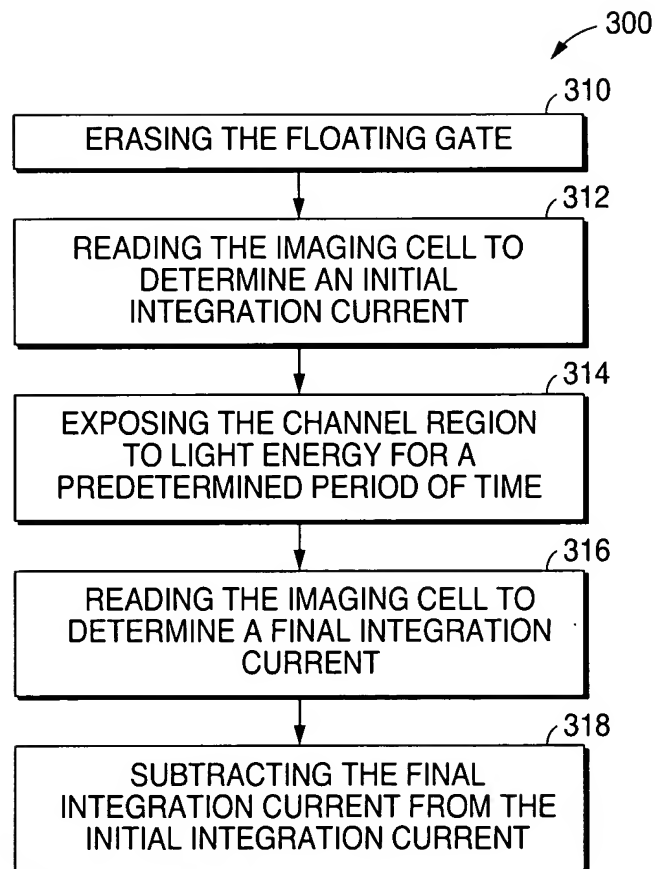 300
310
ERASING THE FLOATING GATE
312
READING THE IMAGING CELL TO
DETERMINE AN INITIAL
INTEGRATION CURRENT
314
EXPOSING THE CHANNEL REGION
TO LIGHT ENERGY FOR A
PREDETERMINED PERIOD OF TIME
316
READING THE IMAGING CELL TO
DETERMINE A FINAL INTEGRATION
CURRENT
318
SUBTRACTING THE FINAL
INTEGRATION CURRENT FROM THE
INITIAL INTEGRATION CURRENT